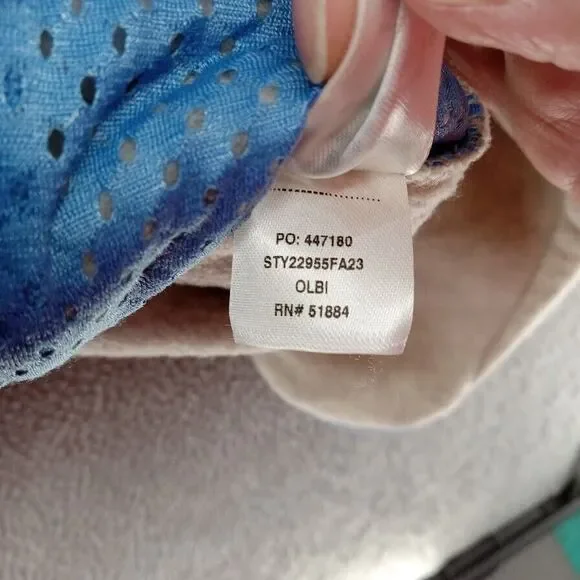 PO: 447180
STY22955FA23
OLBI
RN# 51884